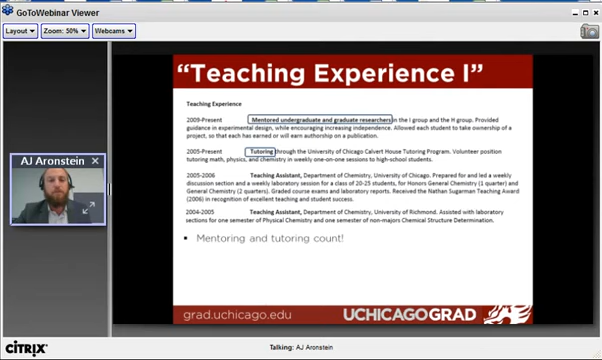 GoToWebinar Viewer
Layout Zoom: 50% Webcams
AJ Aronstein
"Teaching Experience I"
Teaching Experience
2009-Present Mentored undergraduate and graduate researchers in the I group and the H group. Provided
guidance in experimental design, while encouraging increasing independence. Allowed each student to take ownership of a
project, so that each has earned or will earn authorship on a publication.
2005-Present Tutoring through the University of Chicago Calvert House Tutoring Program. Volunteer position
tutoring math, physics, and chemistry in weekly one-on-one sessions to high-school students.
2005-2006 Teaching Assistant, Department of Chemistry, University of Chicago. Prepared for and led a weekly
discussion section and a weekly laboratory session for a class of 20-25 students, for Honors General Chemistry (1 quarter) and
General Chemistry (2 quarters). Graded course exams and laboratory reports. Received the Nathan Sugarman Teaching Award
(2006) in recognition of excellent teaching and student success.
2004-2005 Teaching Assistant, Department of Chemistry, University of Richmond. Assisted with laboratory
sections for one semester of Physical Chemistry and one semester of non-majors Chemical Structure Determination.
• Mentoring and tutoring count!
grad.uchicago.edu UCHICAGOGRAD
CITRIX Talking: AJ Aronstein